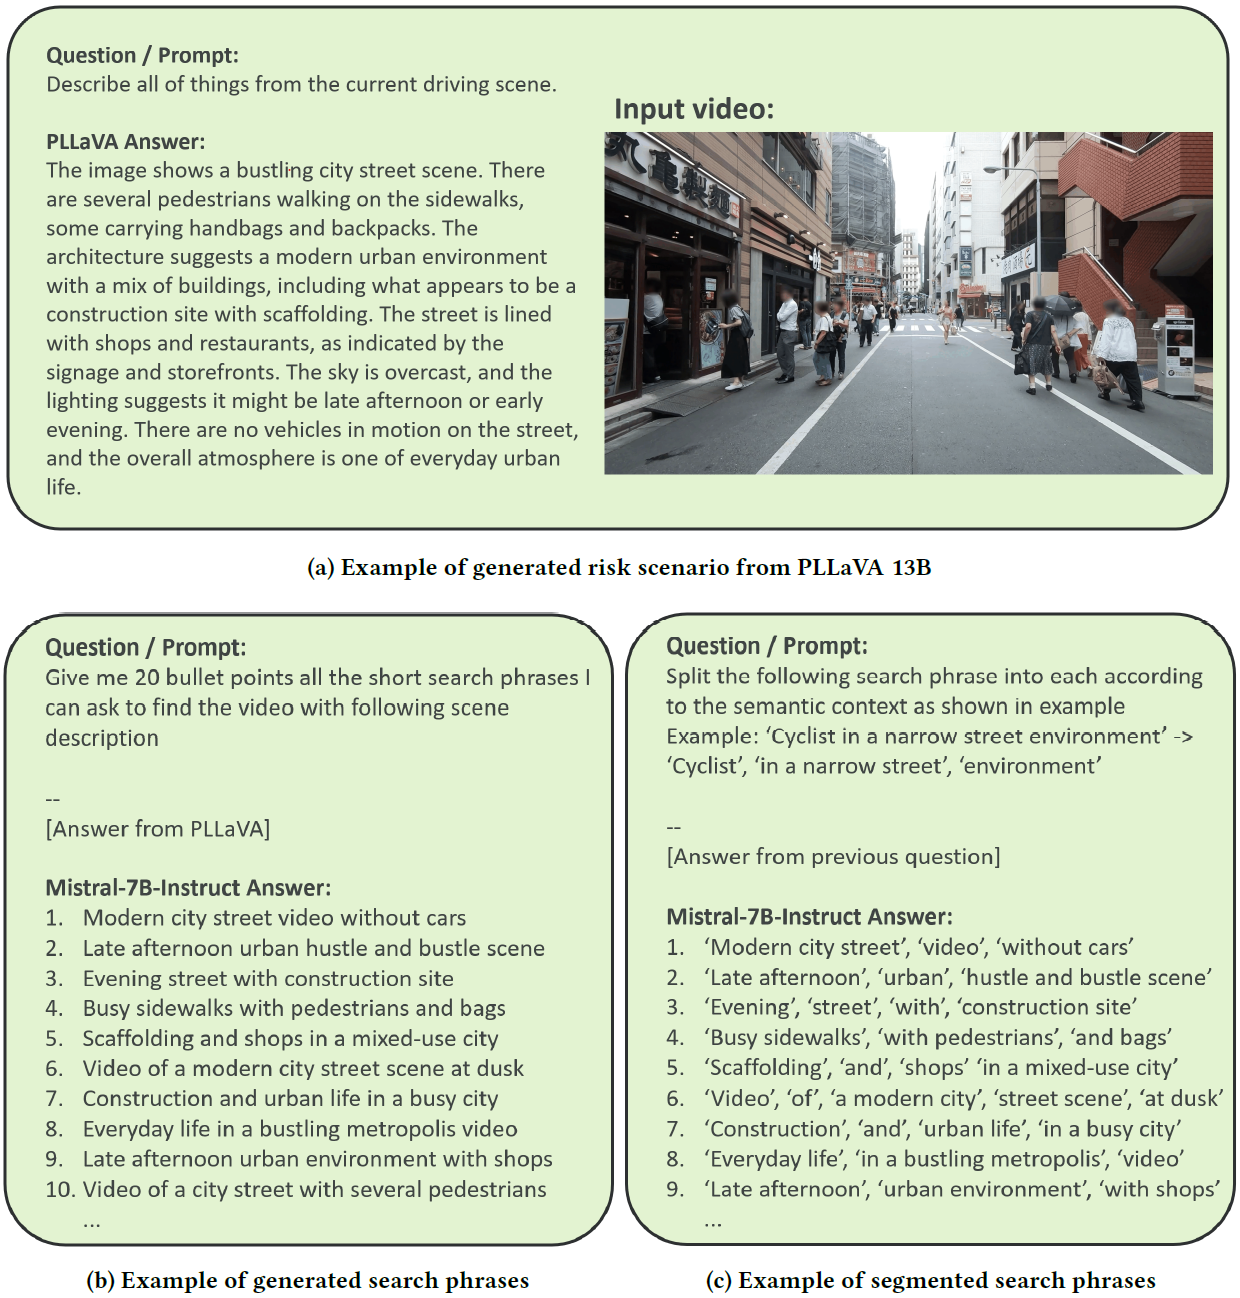 Question / Prompt:
Describe all of things from the current driving scene.
PLLaVA Answer:
The image shows a bustling city street scene. There
are several pedestrians walking on the sidewalks,
some carrying handbags and backpacks. The
architecture suggests a modern urban environment
with a mix of buildings, including what appears to be a
construction site with scaffolding. The street is lined
with shops and restaurants, as indicated by the
signage and storefronts. The sky is overcast, and the
lighting suggests it might be late afternoon or early
evening. There are no vehicles in motion on the street,
and the overall atmosphere is one of everyday urban
life.
Input video:
丸亀製麺
(a) Example of generated risk scenario from PLLaVA 13B
Question / Prompt:
Give me 20 bullet points all the short search phrases I
can ask to find the video with following scene
description
--
[Answer from PLLaVA]
Mistral-7B-Instruct Answer:
1. Modern city street video without cars
2. Late afternoon urban hustle and bustle scene
3. Evening street with construction site
4. Busy sidewalks with pedestrians and bags
5. Scaffolding and shops in a mixed-use city
6. Video of a modern city street scene at dusk
7. Construction and urban life in a busy city
8. Everyday life in a bustling metropolis video
9. Late afternoon urban environment with shops
10. Video of a city street with several pedestrians
...
(b) Example of generated search phrases
Question / Prompt:
Split the following search phrase into each according
to the semantic context as shown in example
Example: ‘Cyclist in a narrow street environment’ ->
‘Cyclist’, ‘in a narrow street’, ‘environment’
--
[Answer from previous question]
Mistral-7B-Instruct Answer:
1. ‘Modern city street’, ‘video’, ‘without cars’
2. ‘Late afternoon’, ‘urban’, ‘hustle and bustle scene’
3. ‘Evening’, ‘street’, ‘with’, ‘construction site’
4. ‘Busy sidewalks’, ‘with pedestrians’, ‘and bags’
5. ‘Scaffolding’, ‘and’, ‘shops’ ‘in a mixed-use city’
6. ‘Video’, ‘of’, ‘a modern city’, ‘street scene’, ‘at dusk’
7. ‘Construction’, ‘and’, ‘urban life’, ‘in a busy city’
8. ‘Everyday life’, ‘in a bustling metropolis’, ‘video’
9. ‘Late afternoon’, ‘urban environment’, ‘with shops’
...
(c) Example of segmented search phrases